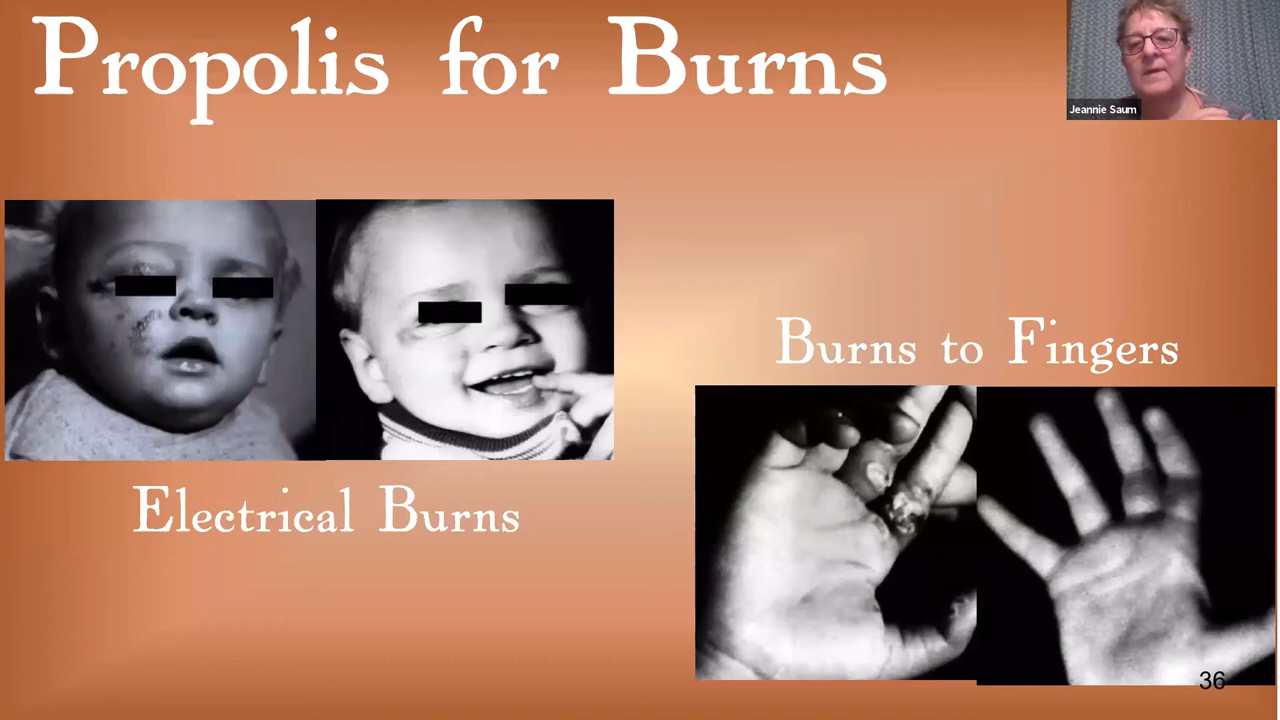 Propolis for Burns
Jeannie Saum
Burns to Fingers
Electrical Burns
36